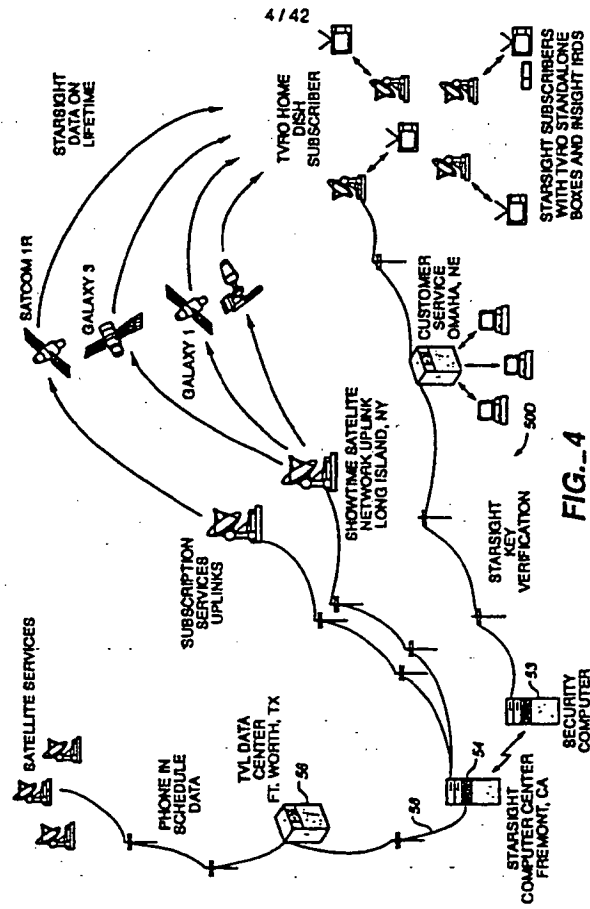 4 / 42
SATELLITE SERVICES
PHONE IN
SCHEDULE
DATA
TVL DATA
CENTER
FT. WORTH, TX
56
58
54
STARSIGHT
COMPUTER CENTER
FREMONT, CA
53
SECURITY
COMPUTER
SUBSCRIPTION
SERVICES
UPLINKS
SHOWTIME SATELITE
NETWORK UPLINK
LONG ISLAND, NY
SATCOM 1R
GALAXY 3
GALAXY 1
STARSIGHT
DATA ON
LIFETIME
TVRO HOME
DISH
SUBSCRIBER
STARSIGHT
KEY
VERIFICATION
CUSTOMER
SERVICE
OMAHA, NE
500
STARSIGHT SUBSCRIBERS
WITH TVRO STANDALONE
BOXES AND INSIGHT IRDS
FIG._4